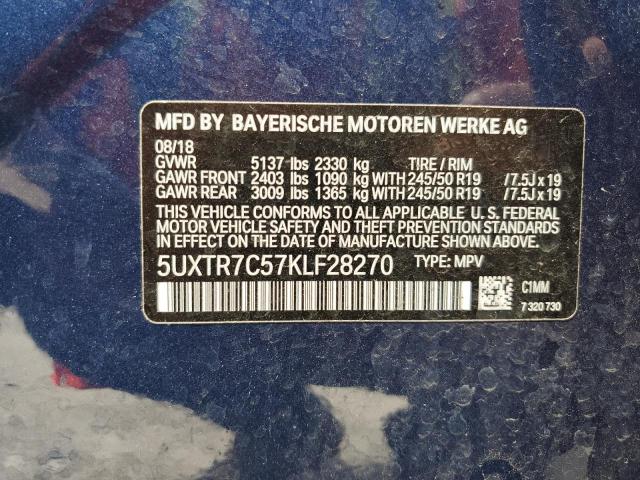 MFD BY BAYERISCHE MOTOREN WERKE AG
08/18
GVWR 5137 lbs 2330 kg TIRE / RIM
GAWR FRONT 2403 lbs 1090 kg WITH 245/50 R19 /7.5J x 19
GAWR REAR 3009 lbs 1365 kg WITH 245/50 R19 /7.5J x 19
THIS VEHICLE CONFORMS TO ALL APPLICABLE U. S. FEDERAL
MOTOR VEHICLE SAFETY AND THEFT PREVENTION STANDARDS
IN EFFECT ON THE DATE OF MANUFACTURE SHOWN ABOVE.
5UXTR7C57KLF28270 TYPE: MPV
C1MM
7 320 730